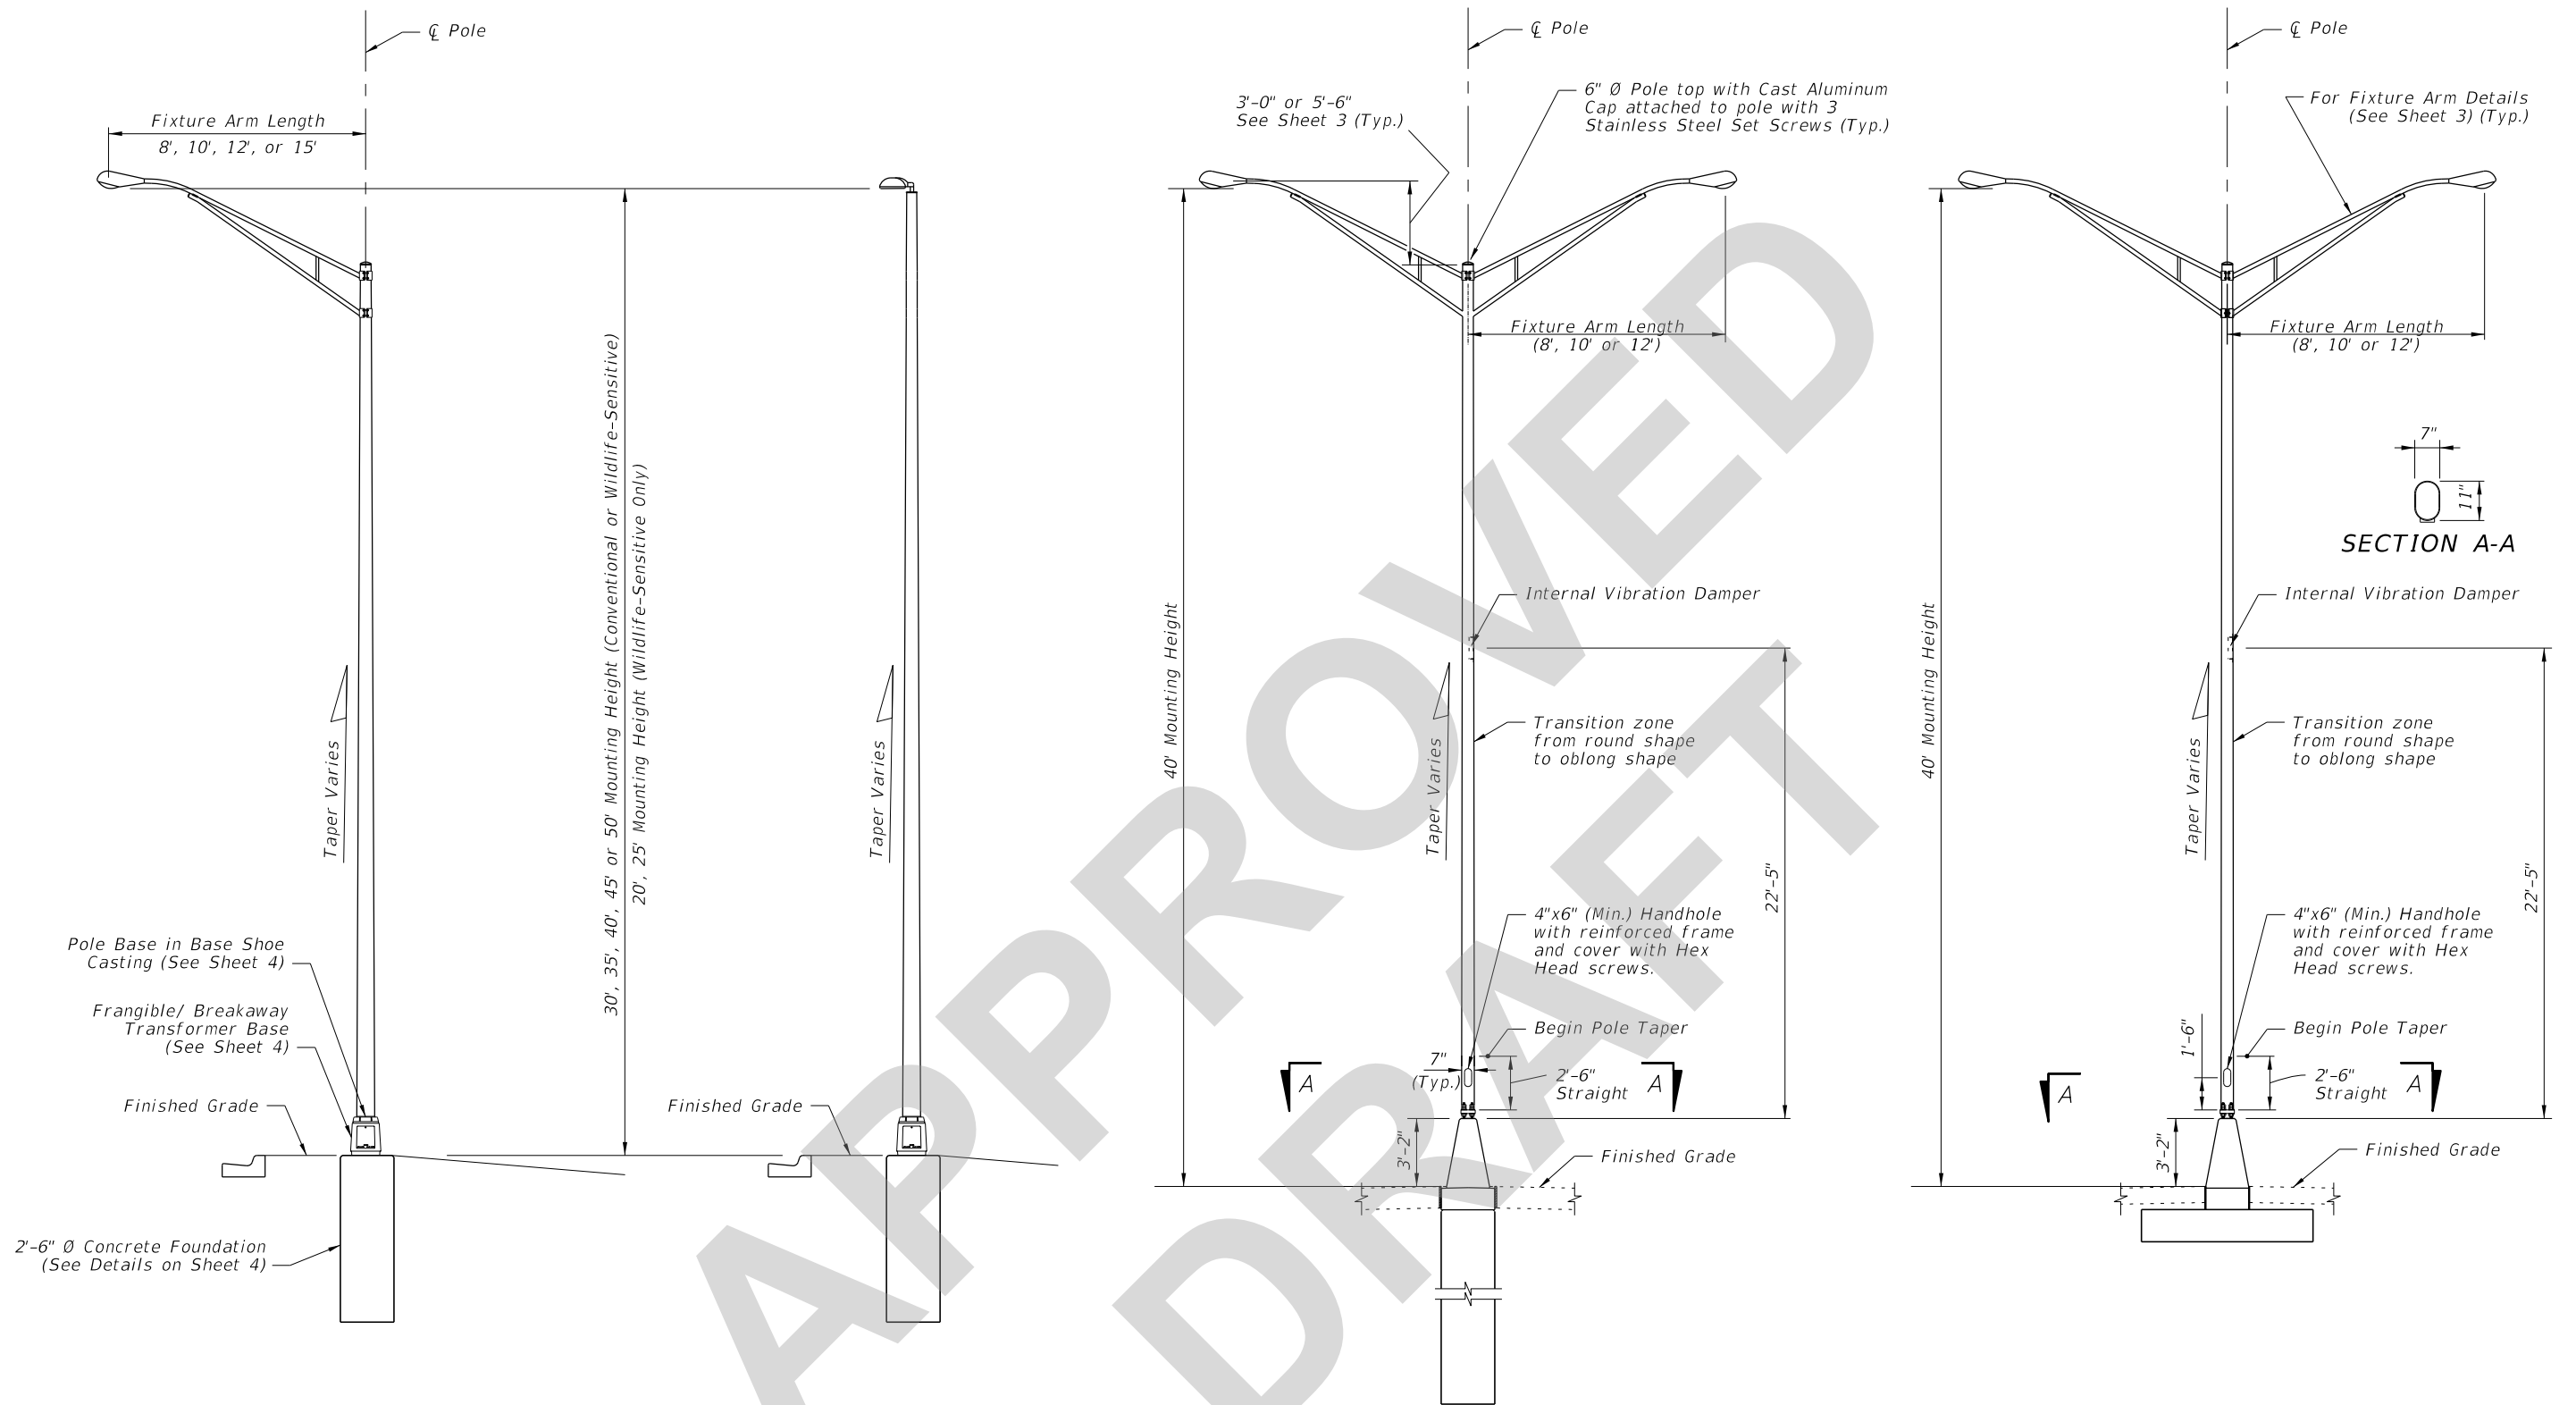 ℄ Pole
Fixture Arm Length
8', 10', 12', or 15'
30', 35', 40', 45' or 50' Mounting Height (Conventional or Wildlife-Sensitive)
20', 25' Mounting Height (Wildlife-Sensitive Only)
Taper Varies
Pole Base in Base Shoe
Casting (See Sheet 4)
Frangible/ Breakaway
Transformer Base
(See Sheet 4)
Finished Grade
2'-6" Ø Concrete Foundation
(See Details on Sheet 4)
Taper Varies
Finished Grade
℄ Pole
3'-0" or 5'-6"
See Sheet 3 (Typ.)
6" Ø Pole top with Cast Aluminum
Cap attached to pole with 3
Stainless Steel Set Screws (Typ.)
Fixture Arm Length
(8', 10' or 12')
40' Mounting Height
Internal Vibration Damper
Taper Varies
Transition zone
from round shape
to oblong shape
22'-5"
4"x6" (Min.) Handhole
with reinforced frame
and cover with Hex
Head screws.
Begin Pole Taper
7"
(Typ.)
2'-6"
Straight
A
A
3'-2"
Finished Grade
℄ Pole
For Fixture Arm Details
(See Sheet 3) (Typ.)
Fixture Arm Length
(8', 10' or 12')
7"
11"
SECTION A-A
40' Mounting Height
Internal Vibration Damper
Taper Varies
Transition zone
from round shape
to oblong shape
22'-5"
4"x6" (Min.) Handhole
with reinforced frame
and cover with Hex
Head screws.
1'-6"
Begin Pole Taper
2'-6"
Straight
A
A
3'-2"
Finished Grade
APPROVED
DRAFT